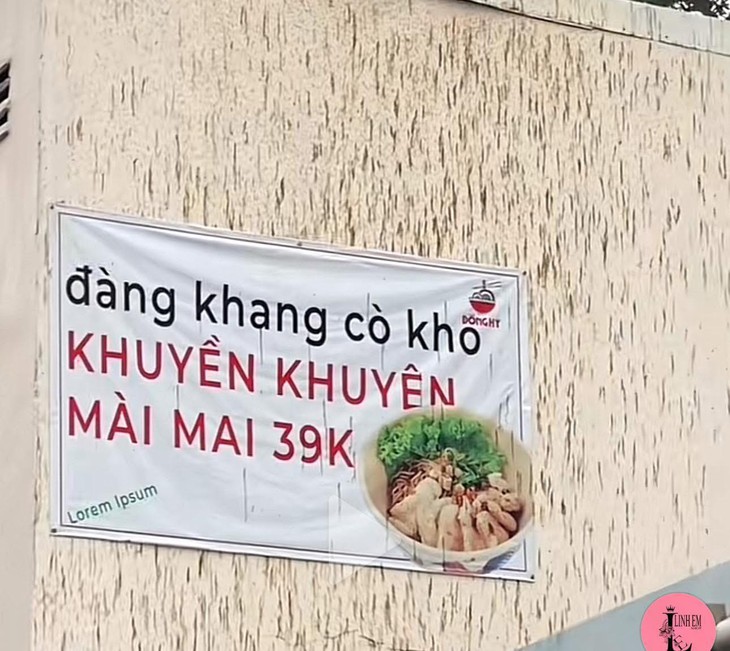 đàng khang cò kho
ĐÔNG HY
KHUYỀN KHUYÊN
MÀI MAI 39K
Lorem Ipsum
LINH EM